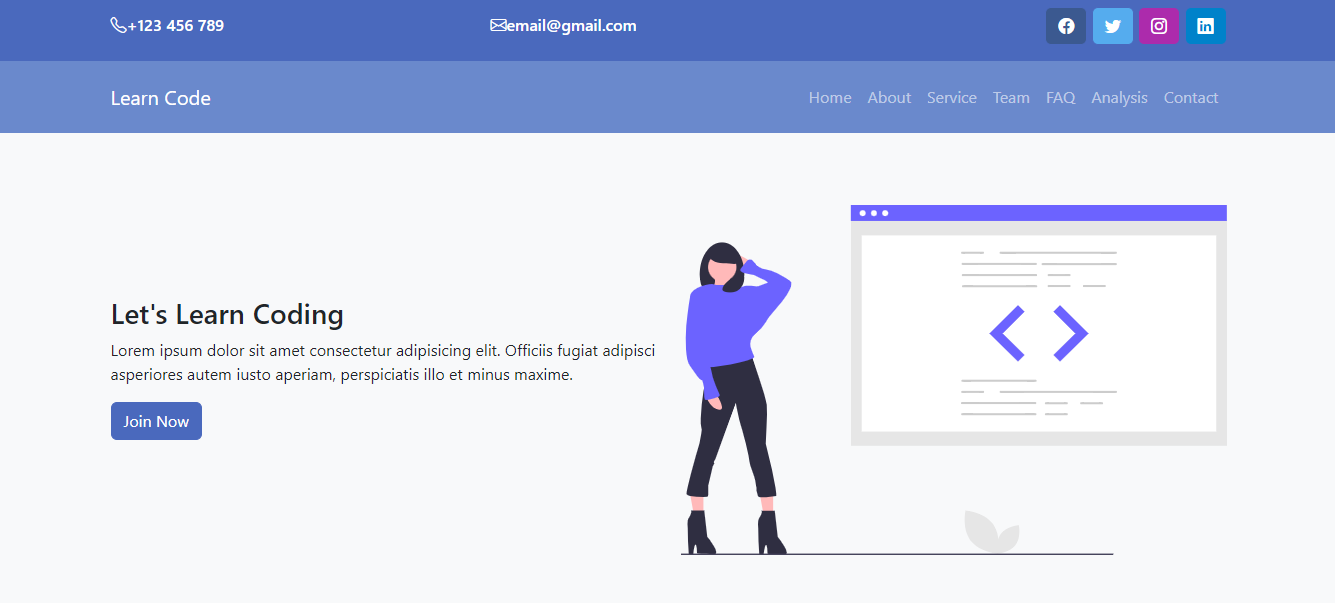 +123 456 789
email@gmail.com
Learn Code
Home About Service Team FAQ Analysis Contact
Let's Learn Coding
Lorem ipsum dolor sit amet consectetur adipisicing elit. Officiis fugiat adipisci
asperiores autem iusto aperiam, perspiciatis illo et minus maxime.
Join Now